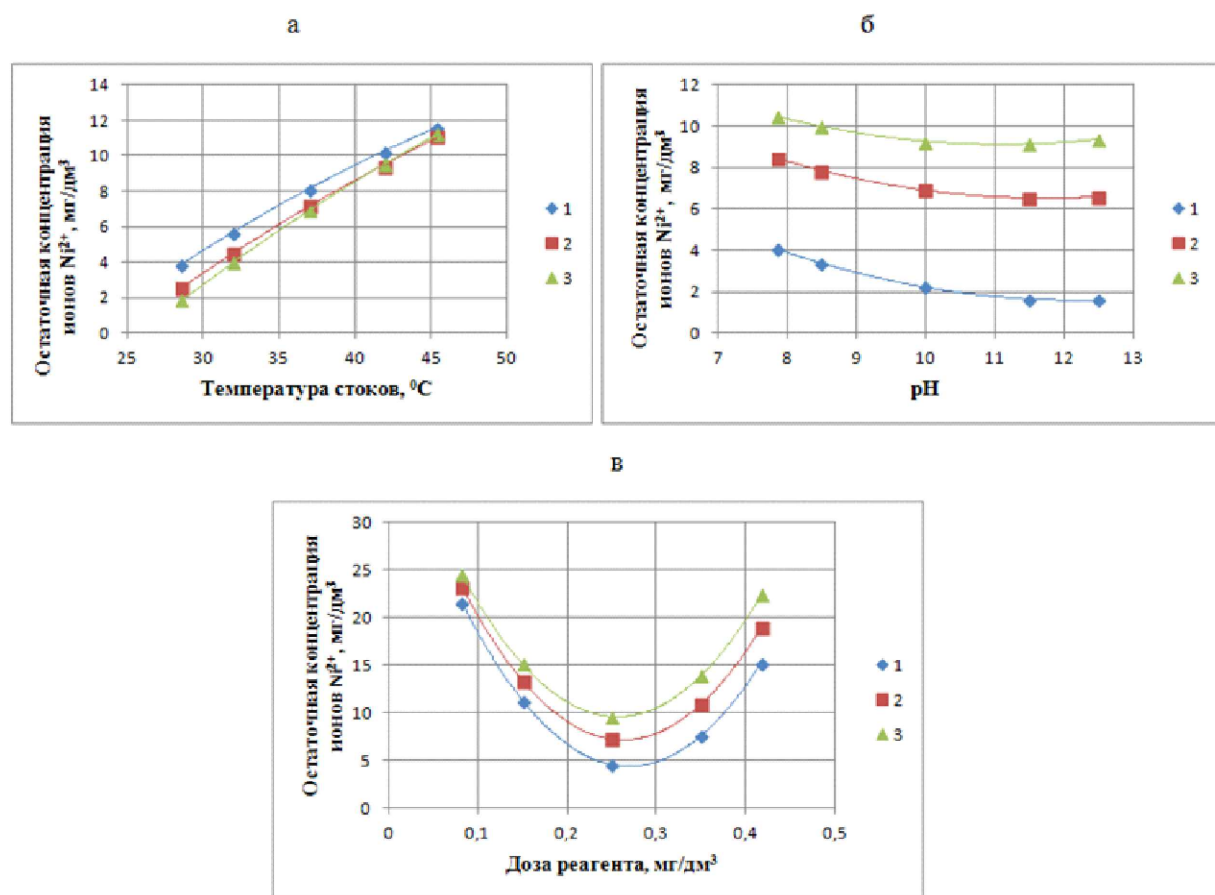 а
б
Остаточная концентрация
ионов Ni²⁺, мг/дм³
14
12
10
8
6
4
2
0
25 30 35 40 45 50
Температура стоков, ⁰С
1
2
3
Остаточная концентрация
ионов Ni²⁺, мг/дм³
12
10
8
6
4
2
0
7 8 9 10 11 12 13
pH
1
2
3
в
Остаточная концентрация
ионов Ni²⁺, мг/дм³
30
25
20
15
10
5
0
0 0,1 0,2 0,3 0,4 0,5
Доза реагента, мг/дм³
1
2
3